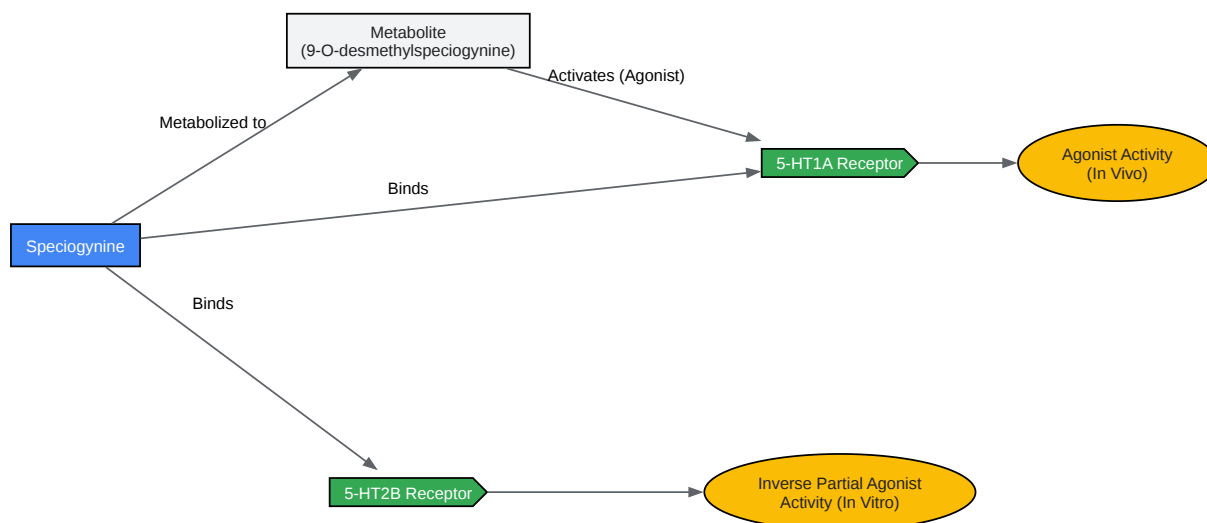 Metabolite
(9-O-desmethylspeciogynine)
Activates (Agonist)
Metabolized to
5-HT1A Receptor
Agonist Activity
(In Vivo)
Binds
Speciogynine
Binds
5-HT2B Receptor
Inverse Partial Agonist
Activity (In Vitro)